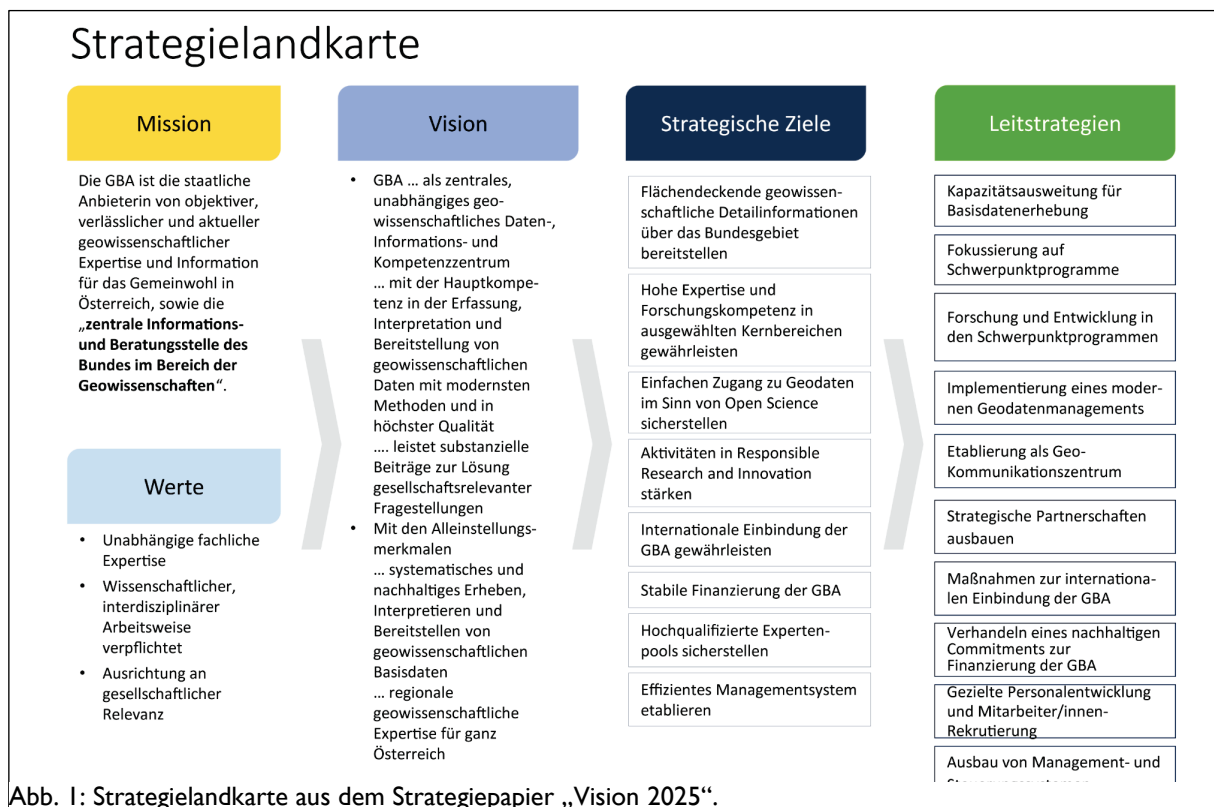 Strategielandkarte
Mission
Die GBA ist die staatliche
Anbieterin von objektiver,
verlässlicher und aktueller
geowissenschaftlicher
Expertise und Information
für das Gemeinwohl in
Österreich, sowie die
„zentrale Informations-
und Beratungsstelle des
Bundes im Bereich der
Geowissenschaften“.
Werte
• Unabhängige fachliche
Expertise
• Wissenschaftlicher,
interdisziplinärer
Arbeitsweise
verpflichtet
• Ausrichtung an
gesellschaftlicher
Relevanz
Vision
• GBA ... als zentrales,
unabhängiges geo-
wissenschaftliches Daten-,
Informations- und
Kompetenzzentrum
... mit der Hauptkompe-
tenz in der Erfassung,
Interpretation und
Bereitstellung von
geowissenschaftlichen
Daten mit modernsten
Methoden und in
höchster Qualität
.... leistet substanzielle
Beiträge zur Lösung
gesellschaftsrelevanter
Fragestellungen
• Mit den Alleinstellungs-
merkmalen
... systematisches und
nachhaltiges Erheben,
Interpretieren und
Bereitstellen von
geowissenschaftlichen
Basisdaten
... regionale
geowissenschaftliche
Expertise für ganz
Österreich
Strategische Ziele
Flächendeckende geowissen-
schaftliche Detailinformationen
über das Bundesgebiet
bereitstellen
Hohe Expertise und
Forschungskompetenz in
ausgewählten Kernbereichen
gewährleisten
Einfachen Zugang zu Geodaten
im Sinn von Open Science
sicherstellen
Aktivitäten in Responsible
Research and Innovation
stärken
Internationale Einbindung der
GBA gewährleisten
Stabile Finanzierung der GBA
Hochqualifizierte Experten-
pools sicherstellen
Effizientes Managementsystem
etablieren
Leitstrategien
Kapazitätsausweitung für
Basisdatenerhebung
Fokussierung auf
Schwerpunktprogramme
Forschung und Entwicklung in
den Schwerpunktprogrammen
Implementierung eines moder-
nen Geodatenmanagements
Etablierung als Geo-
Kommunikationszentrum
Strategische Partnerschaften
ausbauen
Maßnahmen zur internationa-
len Einbindung der GBA
Verhandeln eines nachhaltigen
Commitments zur
Finanzierung der GBA
Gezielte Personalentwicklung
und Mitarbeiter/innen-
Rekrutierung
Ausbau von Management- und
Abb. 1: Strategielandkarte aus dem Strategiepapier „Vision 2025“.